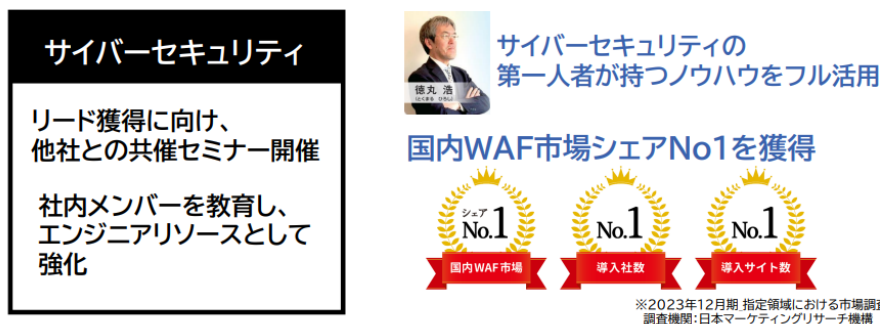 サイバーセキュリティ
リード獲得に向け、
他社との共催セミナー開催
社内メンバーを教育し、
エンジニアリソースとして
強化
徳丸 浩
(とくまる ひろし)
サイバーセキュリティの
第一人者が持つノウハウをフル活用
国内WAF市場シェアNo1を獲得
シェア
No.1
国内WAF市場
No.1
導入社数
No.1
導入サイト数
※2023年12月期_指定領域における市場調査
調査機関:日本マーケティングリサーチ機構